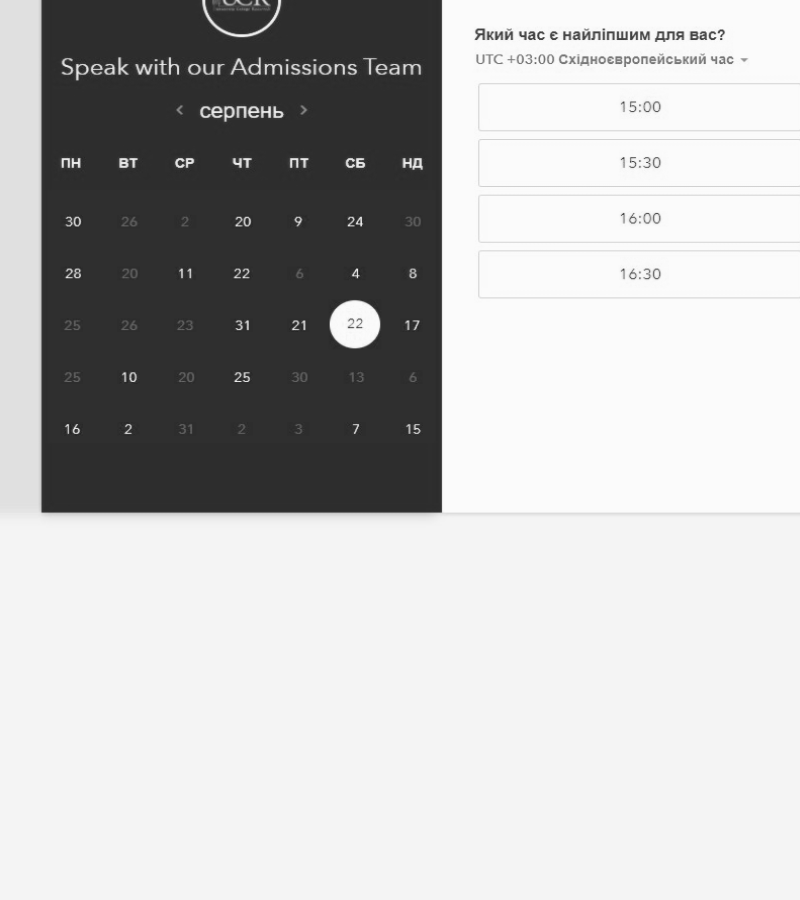 UCR
Speak with our Admissions Team
серпень
ПН ВТ СР ЧТ ПТ СБ НД
30 26 2 20 9 24 30
28 20 11 22 6 4 8
25 26 23 31 21 22 17
25 10 20 25 30 13 6
16 2 31 2 3 7 15
Який час є найліпшим для вас?
UTC +03:00 Східноєвропейський час
15:00
15:30
16:00
16:30